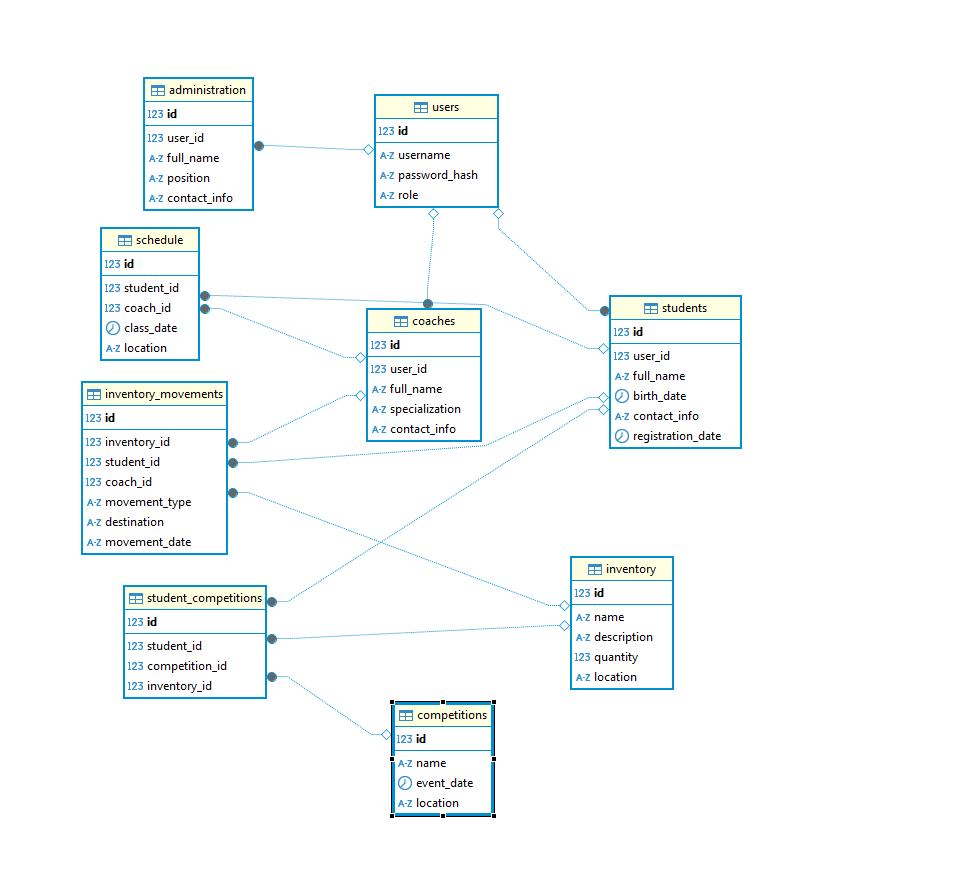 administration
123 id
123 user_id
A-Z full_name
A-Z position
A-Z contact_info
users
123 id
A-Z username
A-Z password_hash
A-Z role
schedule
123 id
123 student_id
123 coach_id
class_date
A-Z location
coaches
123 id
123 user_id
A-Z full_name
A-Z specialization
A-Z contact_info
students
123 id
123 user_id
A-Z full_name
birth_date
A-Z contact_info
registration_date
inventory_movements
123 id
123 inventory_id
123 student_id
123 coach_id
A-Z movement_type
A-Z destination
A-Z movement_date
student_competitions
123 id
123 student_id
123 competition_id
123 inventory_id
inventory
123 id
A-Z name
A-Z description
123 quantity
A-Z location
competitions
123 id
A-Z name
event_date
A-Z location